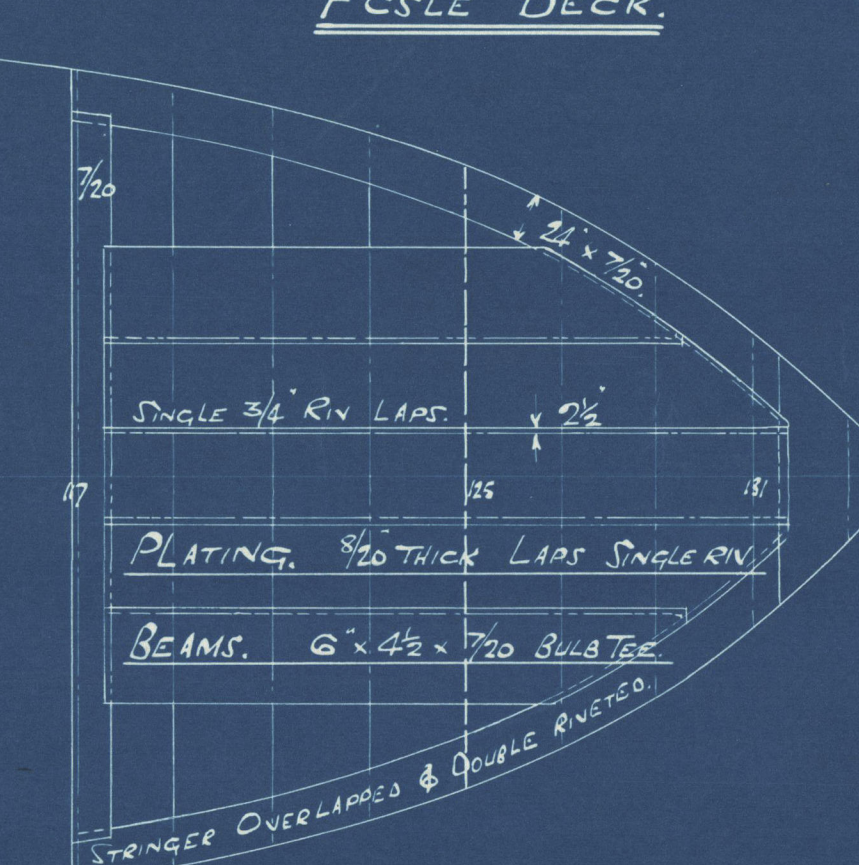 FCSLE DECK.
7/20
24" x 7/20"
SINGLE 3/4" RIV LAPS.
2½"
117
125
131
PLATING. 8/20" THICK LAPS SINGLE RIV
BEAMS. 6" x 4½ x 7/20 BULB TEE.
STRINGER OVERLAPPED & DOUBLE RIVETED.